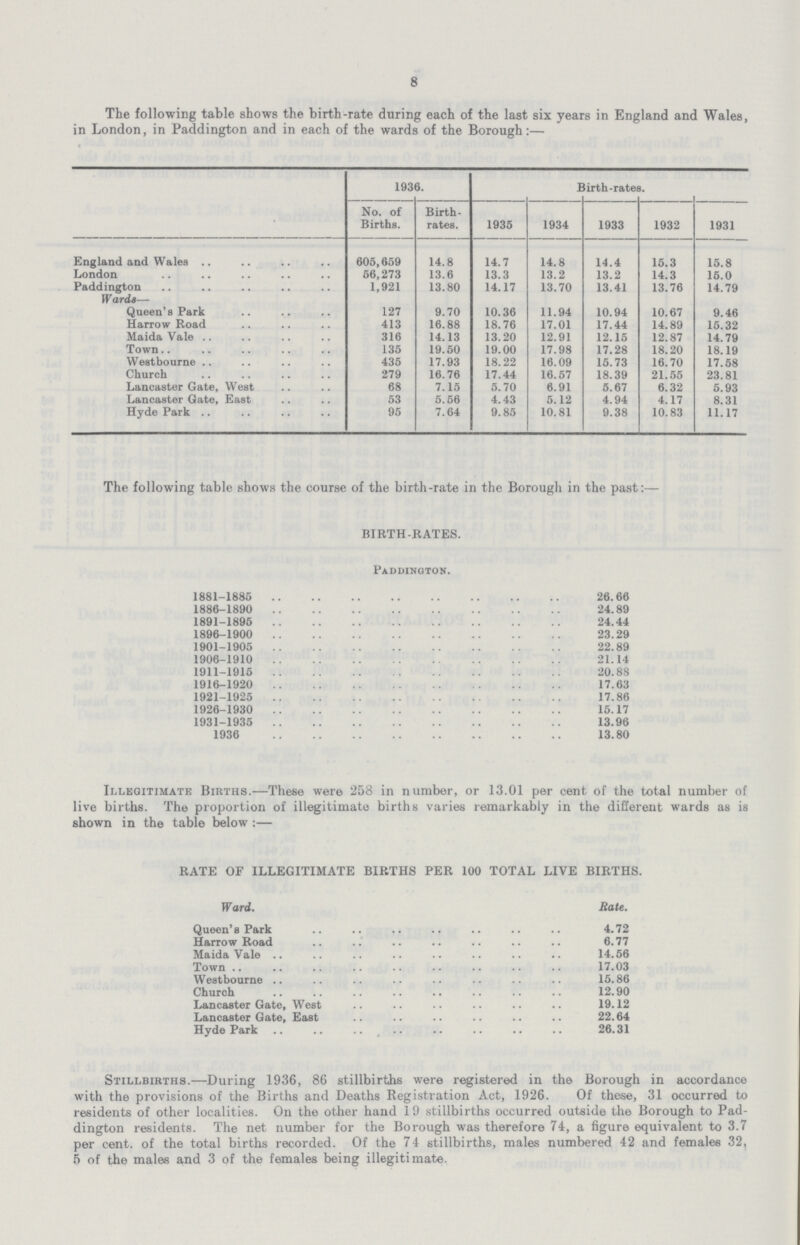 8
The following table shows the birth-rate during each of the last six years in England and Wales,
in London, in Paddington and in each of the wards of the Borough:—
1936. Birth-rates.
No. of Births. Birth-rates. 1935 1934 1933 1932 1931
England and Wales .. .. .. .. 605,659 14.8 14.7 14.8 14.4 15.3 15.8
London .. .. .. .. .. 56,273 13.6 13.3 13.2 13.2 14.3 15.0
Paddington .. .. .. .. .. 1,921 13.80 14.17 13.70 13.41 13.76 14.79
Wards—
Queen's Park .. .. .. 127 9.70 10.36 11.94 10.94 10.67 9.46
Harrow Road .. .. .. 413 16.88 18.76 17.01 17.44 14.89 15.32
Maida Vale .. .. .. .. 316 14.13 13.20 12.91 12.15 12.87 14.79
Town.. .. .. .. .. 135 19.50 19.00 17.98 17.28 18.20 18.19
Westbourne .. .. .. .. 435 17.93 18.22 16.09 15.73 16.70 17.58
Church .. .. .. .. 279 16.76 17.44 16.57 18.39 21.55 23.81
Lancaster Gate, West .. .. 68 7.15 5.70 6.91 5.67 6.32 5.93
Lancaster Gate, East .. .. 53 5.56 4.43 5.12 4.94 4.17 8.31
Hyde Park .. .. .. .. 95 7.64 9.85 10.81 9.38 10.83 11.17
The following table shows the course of the birth-rate in the Borough in the past:—
BIRTH-RATES.
PADDINGTON.
1881-1885 .. .. .. .. .. .. .. .. 26.66
1886-1890 .. .. .. .. .. .. .. .. 24.89
1891-1895 .. .. .. .. .. .. .. .. 24.44
1896-1900 .. .. .. .. .. .. .. .. 23.29
1901-1905 .. .. .. .. .. .. .. .. 22.89
1906-1910 .. .. .. .. .. .. .. .. 21.14
1911-1915 .. .. .. .. .. .. .. .. 20.88
1916-1920 .. .. .. .. .. .. .. .. 17.63
1921-1925 .. .. .. .. .. .. .. .. 17.86
1926-1930 .. .. .. .. .. .. .. .. 15.17
1931-1935 .. .. .. .. .. .. .. .. 13.96
1936 .. .. .. .. .. .. .. .. 13.80
ILLEGITIMATE BIRTHS.—These were 258 in number, or 13.01 per cent of the total number of
live births. The proportion of illegitimate births varies remarkably in the different wards as is
shown in the table below :—
RATE OF ILLEGITIMATE BIRTHS PER 100 TOTAL LIVE BIRTHS.
Ward. Rate.
Queen's Park .. .. .. .. .. .. .. 4.72
Harrow Road .. .. .. .. .. .. .. 6.77
Maida Vale .. .. .. .. .. .. .. .. 14.56
Town .. .. .. .. .. .. .. .. .. 17.03
Westbourne .. .. .. .. .. .. .. .. 15.86
Church .. .. .. .. .. .. .. .. 12.90
Lancaster Gate, West .. .. .. .. .. .. 19.12
Lancaster Gate, East .. .. .. .. .. .. 22.64
Hyde Park .. .. .. .. .. .. .. .. 26.31
STILLBIRTHS.—During 1936, 86 stillbirths were registered in the Borough in accordance
with the provisions of the Births and Deaths Registration Act, 1926. Of these, 31 occurred to
residents of other localities. On the other hand 19 stillbirths occurred outside the Borough to Pad-
dington residents. The net number for the Borough was therefore 74, a figure equivalent to 3.7
per cent. of the total births recorded. Of the 74 stillbirths, males numbered 42 and females 32,
5 of the males and 3 of the females being illegitimate.